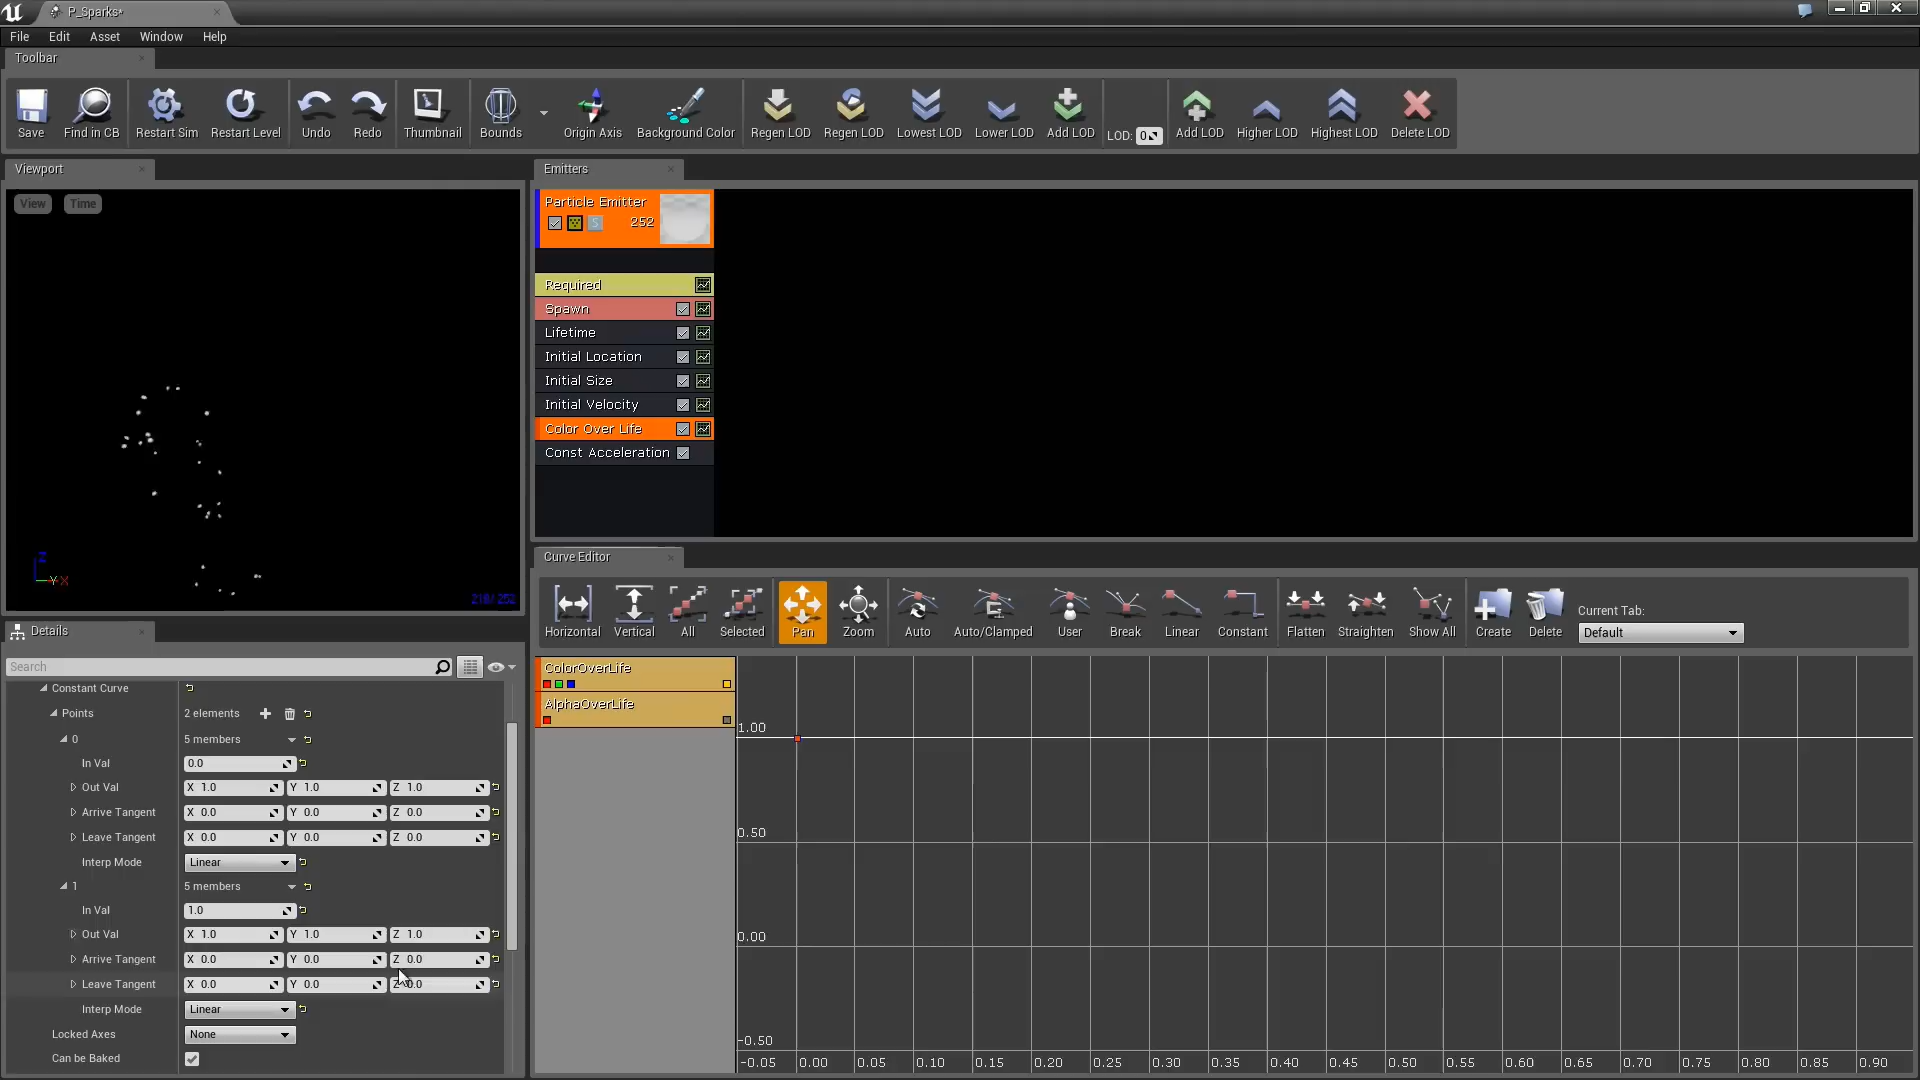 P_Sparks*
File Edit Asset Window Help
Toolbar
Save Find in CB Restart Sim Restart Level Undo Redo Thumbnail Bounds Origin Axis Background Color Regen LOD Regen LOD Lowest LOD Lower LOD Add LOD LOD: 0 Add LOD Higher LOD Highest LOD Delete LOD
Viewport
View Time
Z
Y X
Emitters
Particle Emitter
S 252
Required
Spawn
Lifetime
Initial Location
Initial Size
Initial Velocity
Color Over Life
Const Acceleration
Curve Editor
Horizontal Vertical All Selected Pan Zoom Auto Auto/Clamped User Break Linear Constant Flatten Straighten Show All Create Delete
Current Tab:
Default
ColorOverLife
AlphaOverLife
1.00
0.50
0.00
-0.50
-0.05 0.00 0.05 0.10 0.15 0.20 0.25 0.30 0.35 0.40 0.45 0.50 0.55 0.60 0.65 0.70 0.75 0.80 0.85 0.90
Details
Search
Constant Curve
Points 2 elements
0 5 members
In Val 0.0
Out Val X 1.0 Y 1.0 Z 1.0
Arrive Tangent X 0.0 Y 0.0 Z 0.0
Leave Tangent X 0.0 Y 0.0 Z 0.0
Interp Mode Linear
1 5 members
In Val 1.0
Out Val X 1.0 Y 1.0 Z 1.0
Arrive Tangent X 0.0 Y 0.0 Z 0.0
Leave Tangent X 0.0 Y 0.0 Z 0.0
Interp Mode Linear
Locked Axes None
Can be Baked